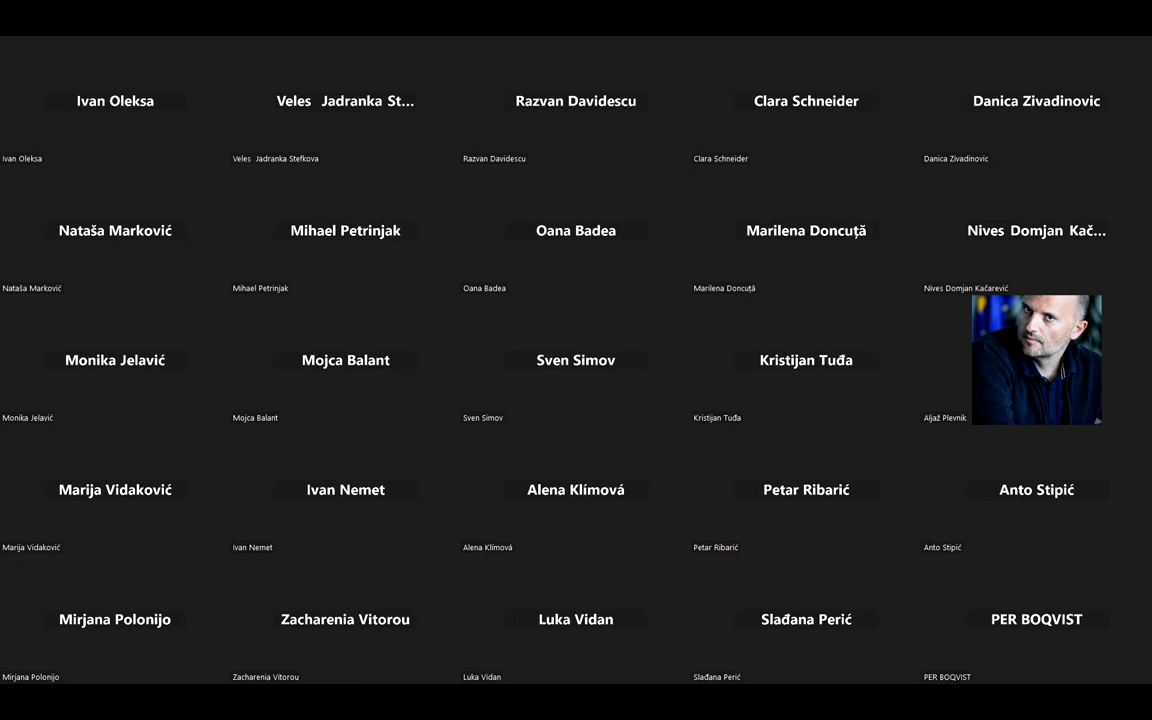 Ivan Oleksa
Veles Jadranka St...
Razvan Davidescu
Clara Schneider
Danica Zivadinovic
Ivan Oleksa
Veles Jadranka Stefkova
Razvan Davidescu
Clara Schneider
Danica Zivadinovic
Nataša Marković
Mihael Petrinjak
Oana Badea
Marilena Doncuță
Nives Domjan Kač...
Nataša Marković
Mihael Petrinjak
Oana Badea
Marilena Doncuță
Nives Domjan Kačarević
Monika Jelavić
Mojca Balant
Sven Simov
Kristijan Tuđa
Monika Jelavić
Mojca Balant
Sven Simov
Kristijan Tuđa
Aljaž Plevnik
Marija Vidaković
Ivan Nemet
Alena Klímová
Petar Ribarić
Anto Stipić
Marija Vidaković
Ivan Nemet
Alena Klímová
Petar Ribarić
Anto Stipić
Mirjana Polonijo
Zacharenia Vitorou
Luka Vidan
Slađana Perić
PER BOQVIST
Mirjana Polonijo
Zacharenia Vitorou
Luka Vidan
Slađana Perić
PER BOQVIST